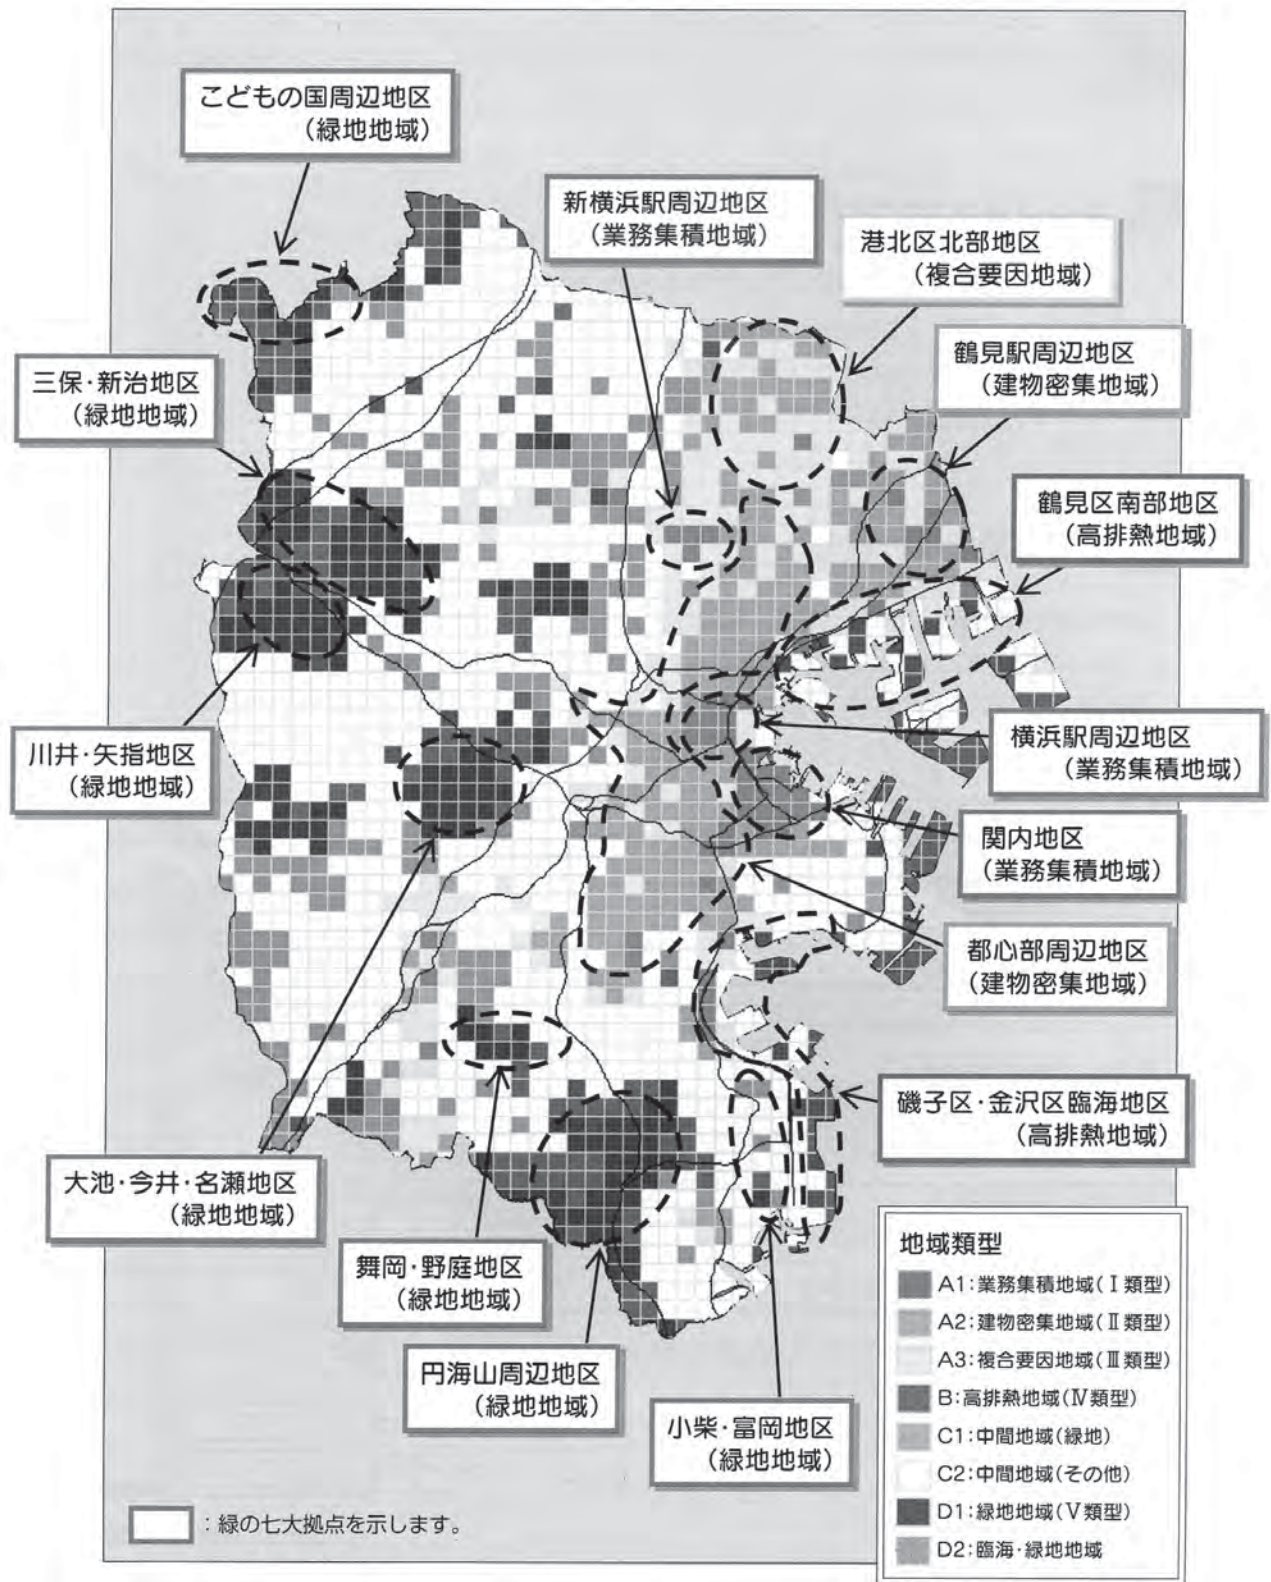 こどもの国周辺地区
(緑地地域)
新横浜駅周辺地区
(業務集積地域)
港北区北部地区
(複合要因地域)
鶴見駅周辺地区
(建物密集地域)
三保・新治地区
(緑地地域)
鶴見区南部地区
(高排熱地域)
川井・矢指地区
(緑地地域)
横浜駅周辺地区
(業務集積地域)
関内地区
(業務集積地域)
都心部周辺地区
(建物密集地域)
磯子区・金沢区臨海地区
(高排熱地域)
大池・今井・名瀬地区
(緑地地域)
舞岡・野庭地区
(緑地地域)
円海山周辺地区
(緑地地域)
小柴・富岡地区
(緑地地域)
地域類型
A1:業務集積地域(Ⅰ類型)
A2:建物密集地域(Ⅱ類型)
A3:複合要因地域(Ⅲ類型)
B:高排熱地域(Ⅳ類型)
C1:中間地域(緑地)
C2:中間地域(その他)
D1:緑地地域(Ⅴ類型)
D2:臨海・緑地地域
:緑の七大拠点を示します。